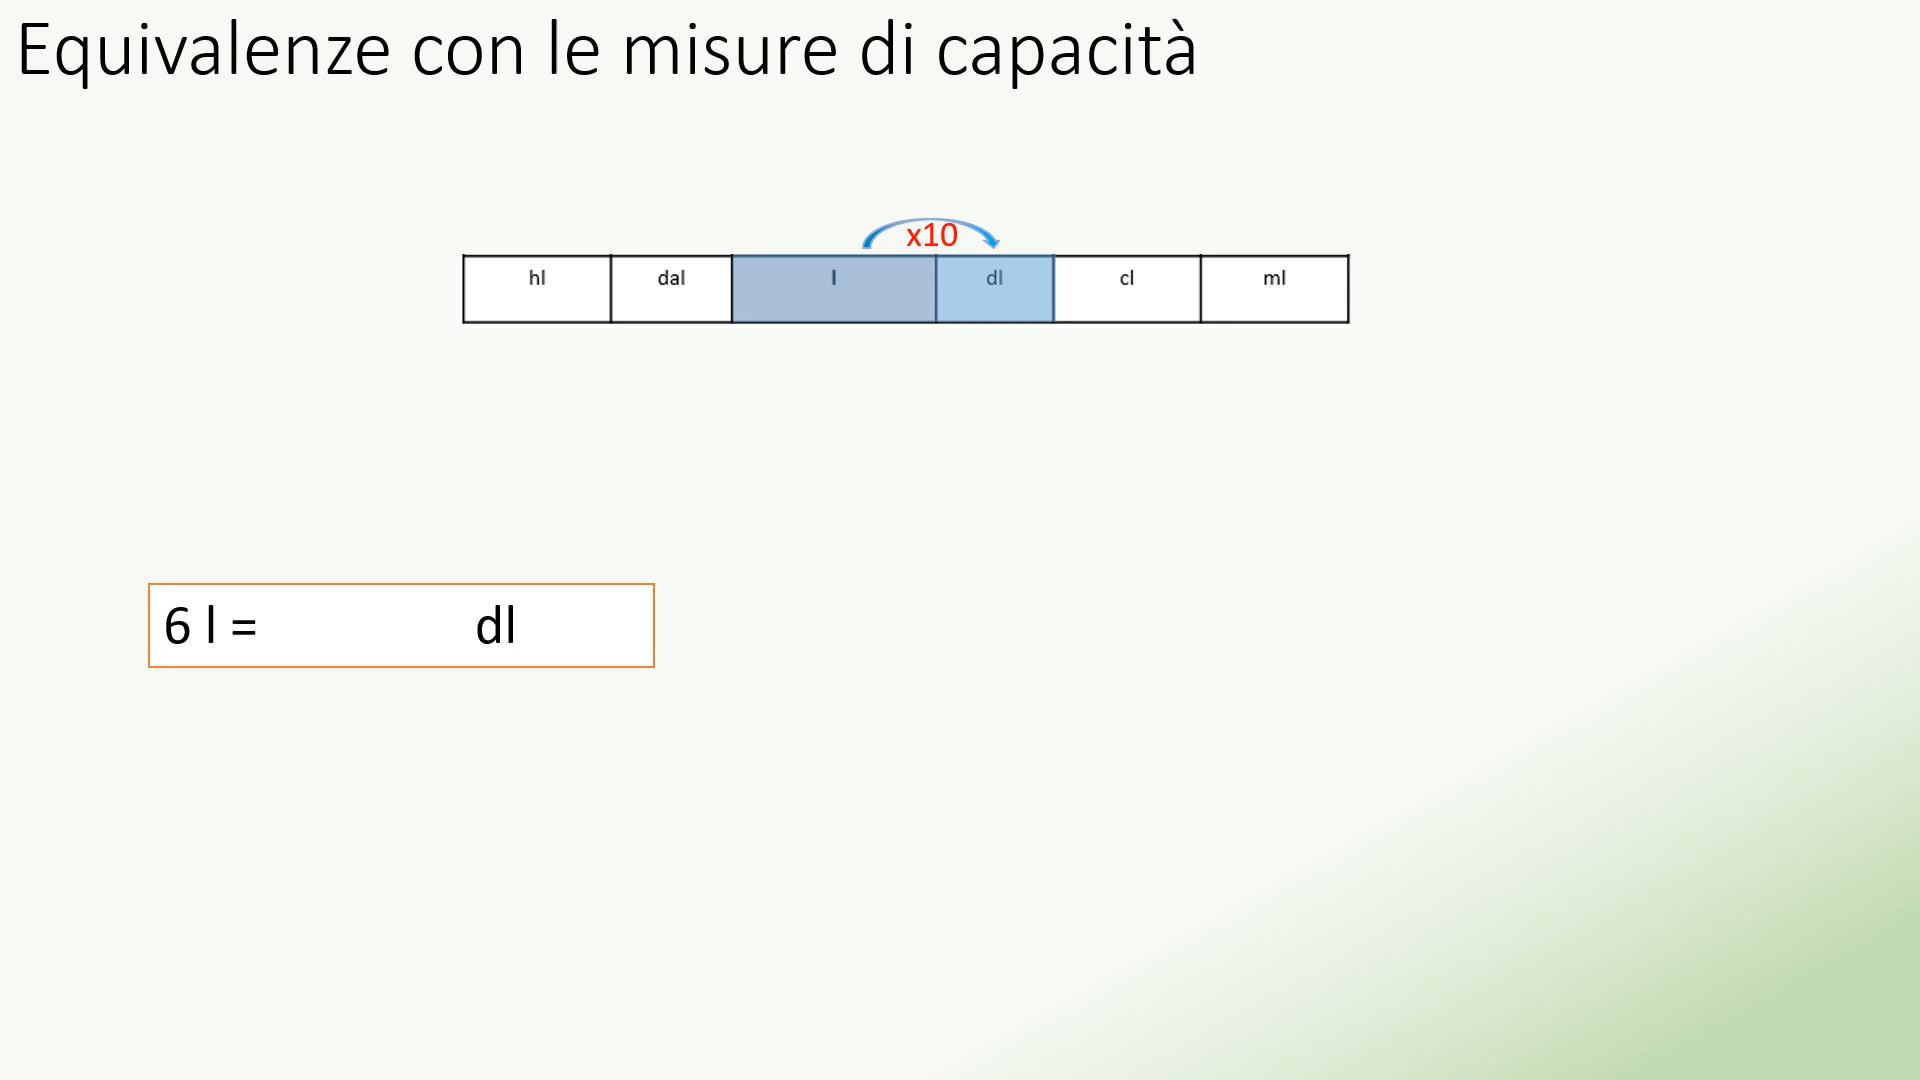 Equivalenze con le misure di capacità
x10
hl dal l dl cl ml
6 l = dl